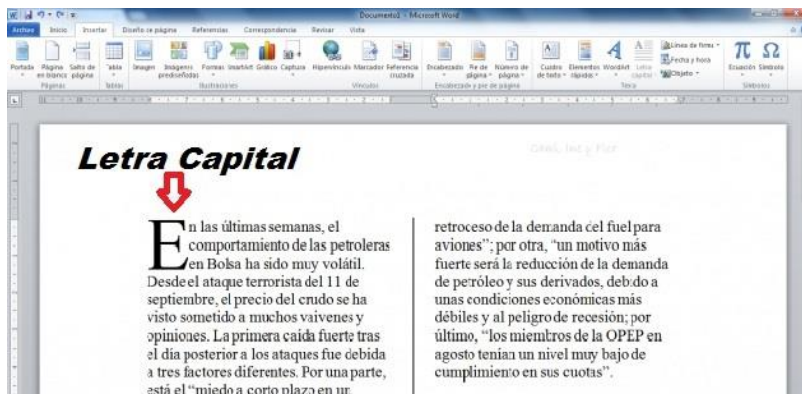 Documento1 - Microsoft Word
Archivo Inicio Insertar Diseño de página Referencias Correspondencia Revisar Vista
Portada Página en blanco Salto de página Tabla Imagen Imágenes prediseñadas Formas SmartArt Gráfico Captura Hipervínculo Marcador Referencia cruzada Encabezado Pie de página Número de página Cuadro de texto Elementos rápidos WordArt Letra capital Línea de firma Fecha y hora Objeto Ecuación Símbolo
Páginas Tablas Ilustraciones Vínculos Encabezado y pie de página Texto Símbolos
Letra Capital
En las últimas semanas, el
comportamiento de las petroleras
en Bolsa ha sido muy volátil.
Desde el ataque terrorista del 11 de
septiembre, el precio del crudo se ha
visto sometido a muchos vaivenes y
opiniones. La primera caída fuerte tras
el día posterior a los ataques fue debida
a tres factores diferentes. Por una parte,
está el "miedo a corto plazo en un
retroceso de la demanda del fuel para
aviones"; por otra, "un motivo más
fuerte será la reducción de la demanda
de petróleo y sus derivados, debido a
unas condiciones económicas más
débiles y al peligro de recesión; por
último, "los miembros de la OPEP en
agosto tenían un nivel muy bajo de
cumplimiento en sus cuotas".